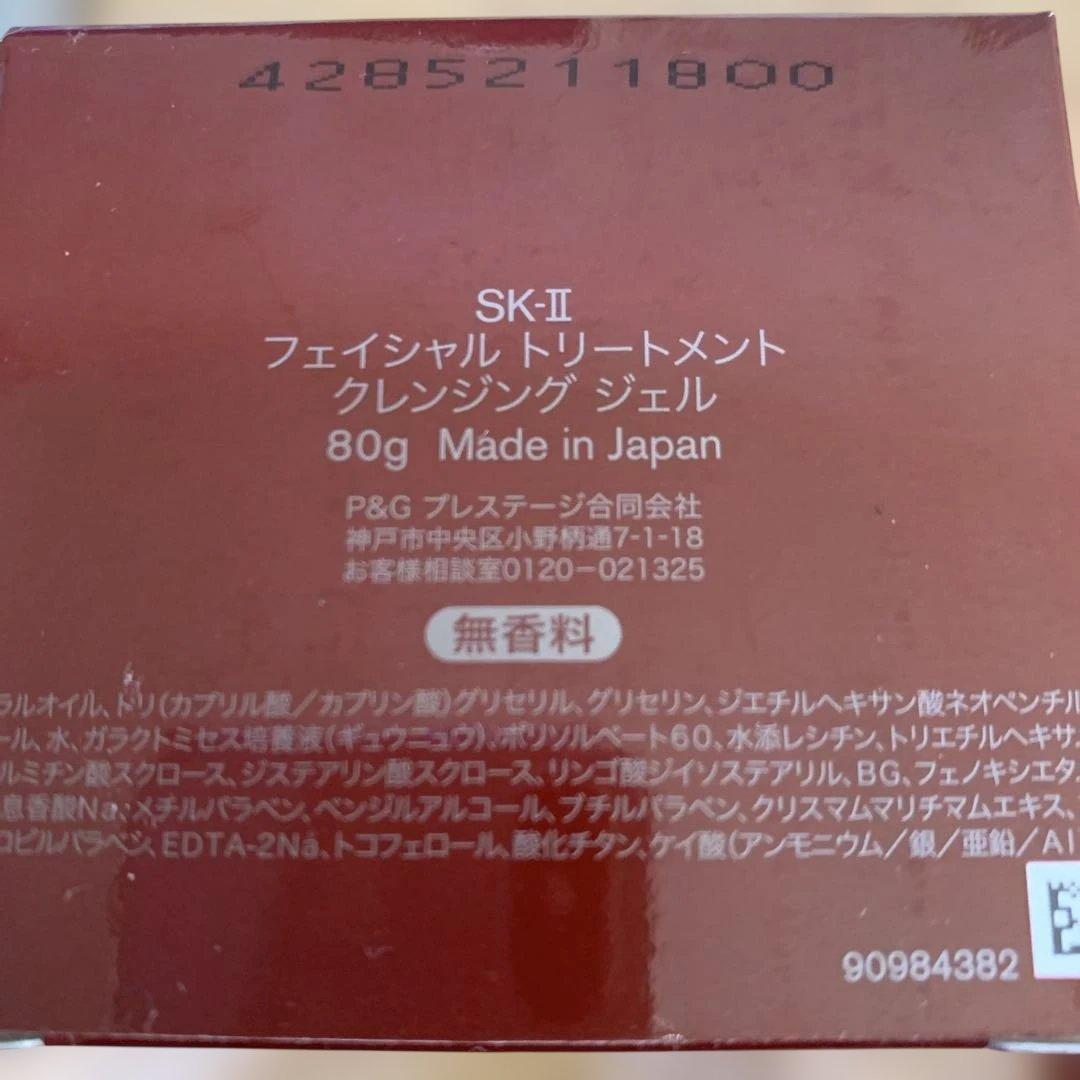 4285211800
SK-Ⅱ
フェイシャル トリートメント
クレンジング ジェル
80g Made in Japan
P&G プレステージ合同会社
神戸市中央区小野柄通7-1-18
お客様相談室0120-021325
無香料
ラルオイル、トリ(カプリル酸/カプリン酸)グリセリル、グリセリン、ジエチルヘキサン酸ネオペンチル
ール、水、ガラクトミセス培養液(ギュウニュウ)、ポリソルベート60、水添レシチン、トリエチルヘキサ
ルミチン酸スクロース、ジステアリン酸スクロース、リンゴ酸ジイソステアリル、BG、フェノキシエタ
息香酸Na、メチルパラベン、ベンジルアルコール、ブチルパラベン、クリスマムマリチマムエキス、
ロピルパラベン、EDTA-2Na、トコフェロール、酸化チタン、ケイ酸(アンモニウム/銀/亜鉛/Al
90984382